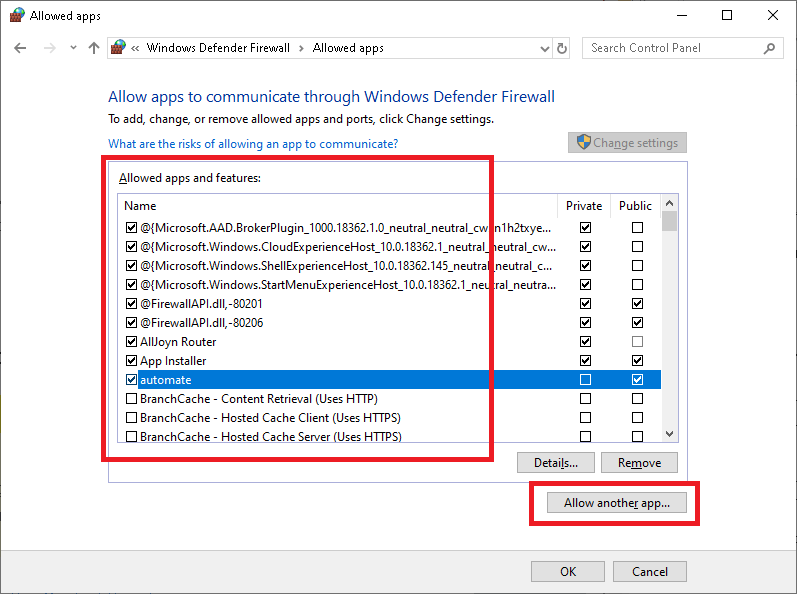 Allowed apps
« Windows Defender Firewall > Allowed apps
Search Control Panel
Allow apps to communicate through Windows Defender Firewall
To add, change, or remove allowed apps and ports, click Change settings.
What are the risks of allowing an app to communicate?
Change settings
Allowed apps and features:
Name Private Public
@{Microsoft.AAD.BrokerPlugin_1000.18362.1.0_neutral_neutral_cw n1h2txye...
@{Microsoft.Windows.CloudExperienceHost_10.0.18362.1_neutral_neutral_cw...
@{Microsoft.Windows.ShellExperienceHost_10.0.18362.145_neutral_neutral_c...
@{Microsoft.Windows.StartMenuExperienceHost_10.0.18362.1_neutral_neutra...
@FirewallAPI.dll,-80201
@FirewallAPI.dll,-80206
AllJoyn Router
App Installer
automate
BranchCache - Content Retrieval (Uses HTTP)
BranchCache - Hosted Cache Client (Uses HTTPS)
BranchCache - Hosted Cache Server (Uses HTTPS)
Details...
Remove
Allow another app...
OK
Cancel